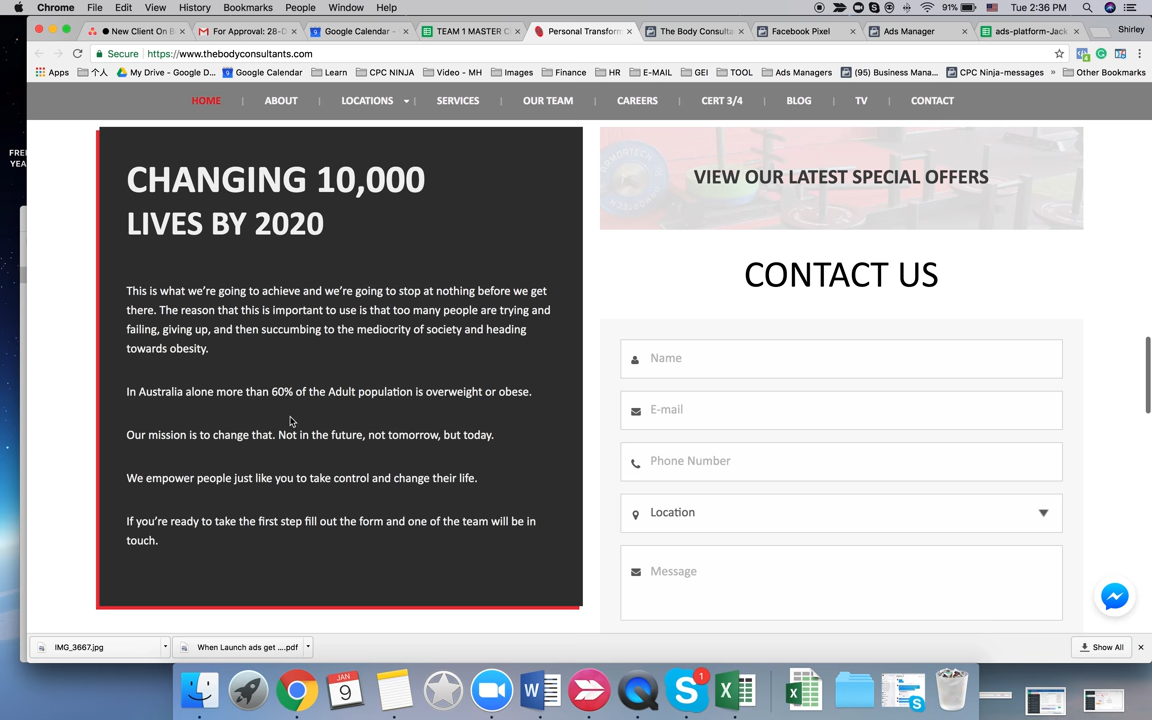 Chrome File Edit View History Bookmarks People Window Help 91% Tue 2:36 PM
New Client On B
For Approval: 28-D
Google Calendar -
TEAM 1 MASTER C
Personal Transform
The Body Consulta
Facebook Pixel
Ads Manager
ads-platform-Jack
Shirley
Secure https://www.thebodyconsultants.com
Apps 个人 My Drive - Google D... Google Calendar Learn CPC NINJA Video - MH Images Finance HR E-MAIL GEI TOOL Ads Managers (95) Business Mana... CPC Ninja-messages » Other Bookmarks
HOME | ABOUT | LOCATIONS | SERVICES | OUR TEAM | CAREERS | CERT 3/4 | BLOG | TV | CONTACT
CHANGING 10,000
LIVES BY 2020
This is what we’re going to achieve and we’re going to stop at nothing before we get
there. The reason that this is important to use is that too many people are trying and
failing, giving up, and then succumbing to the mediocrity of society and heading
towards obesity.
In Australia alone more than 60% of the Adult population is overweight or obese.
Our mission is to change that. Not in the future, not tomorrow, but today.
We empower people just like you to take control and change their life.
If you’re ready to take the first step fill out the form and one of the team will be in
touch.
VIEW OUR LATEST SPECIAL OFFERS
CONTACT US
Name
E-mail
Phone Number
Location
Message
FREE
YEA
IMG_3667.jpg
When Launch ads get ....pdf
Show All
JAN
9
1